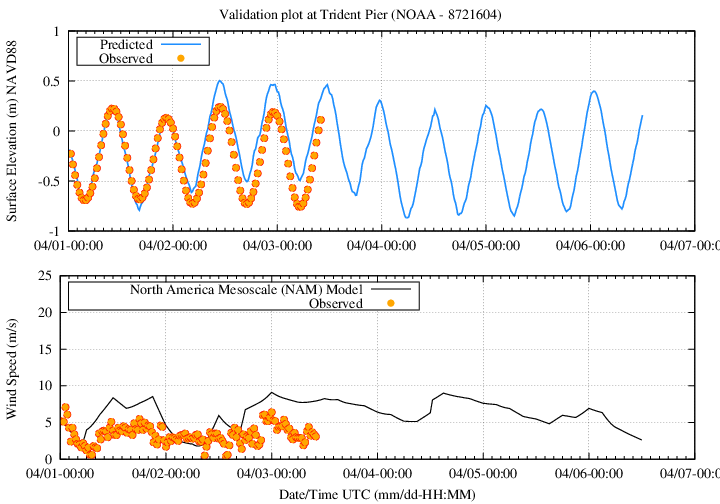 Validation plot at Trident Pier (NOAA - 8721604)
Surface Elevation (m) NAVD88
1
0.5
0
-0.5
-1
Predicted
Observed
04/01-00:00 04/02-00:00 04/03-00:00 04/04-00:00 04/05-00:00 04/06-00:00 04/07-0
Wind Speed (m/s)
25
20
15
10
5
0
North America Mesoscale (NAM) Model
Observed
04/01-00:00 04/02-00:00 04/03-00:00 04/04-00:00 04/05-00:00 04/06-00:00 04/07-0
Date/Time UTC (mm/dd-HH:MM)